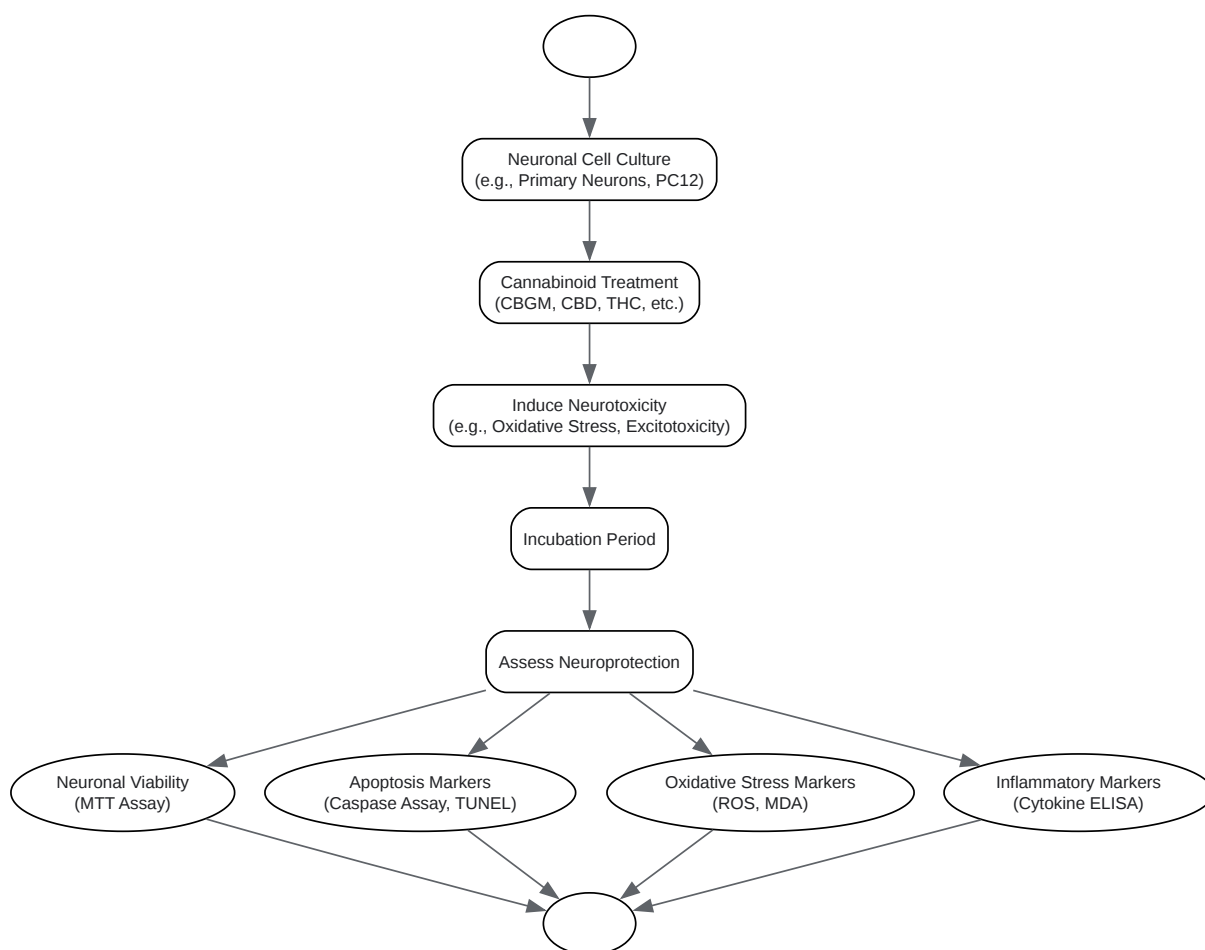 Neuronal Cell Culture
(e.g., Primary Neurons, PC12)
Cannabinoid Treatment
(CBGM, CBD, THC, etc.)
Induce Neurotoxicity
(e.g., Oxidative Stress, Excitotoxicity)
Incubation Period
Assess Neuroprotection
Neuronal Viability
(MTT Assay)
Apoptosis Markers
(Caspase Assay, TUNEL)
Oxidative Stress Markers
(ROS, MDA)
Inflammatory Markers
(Cytokine ELISA)